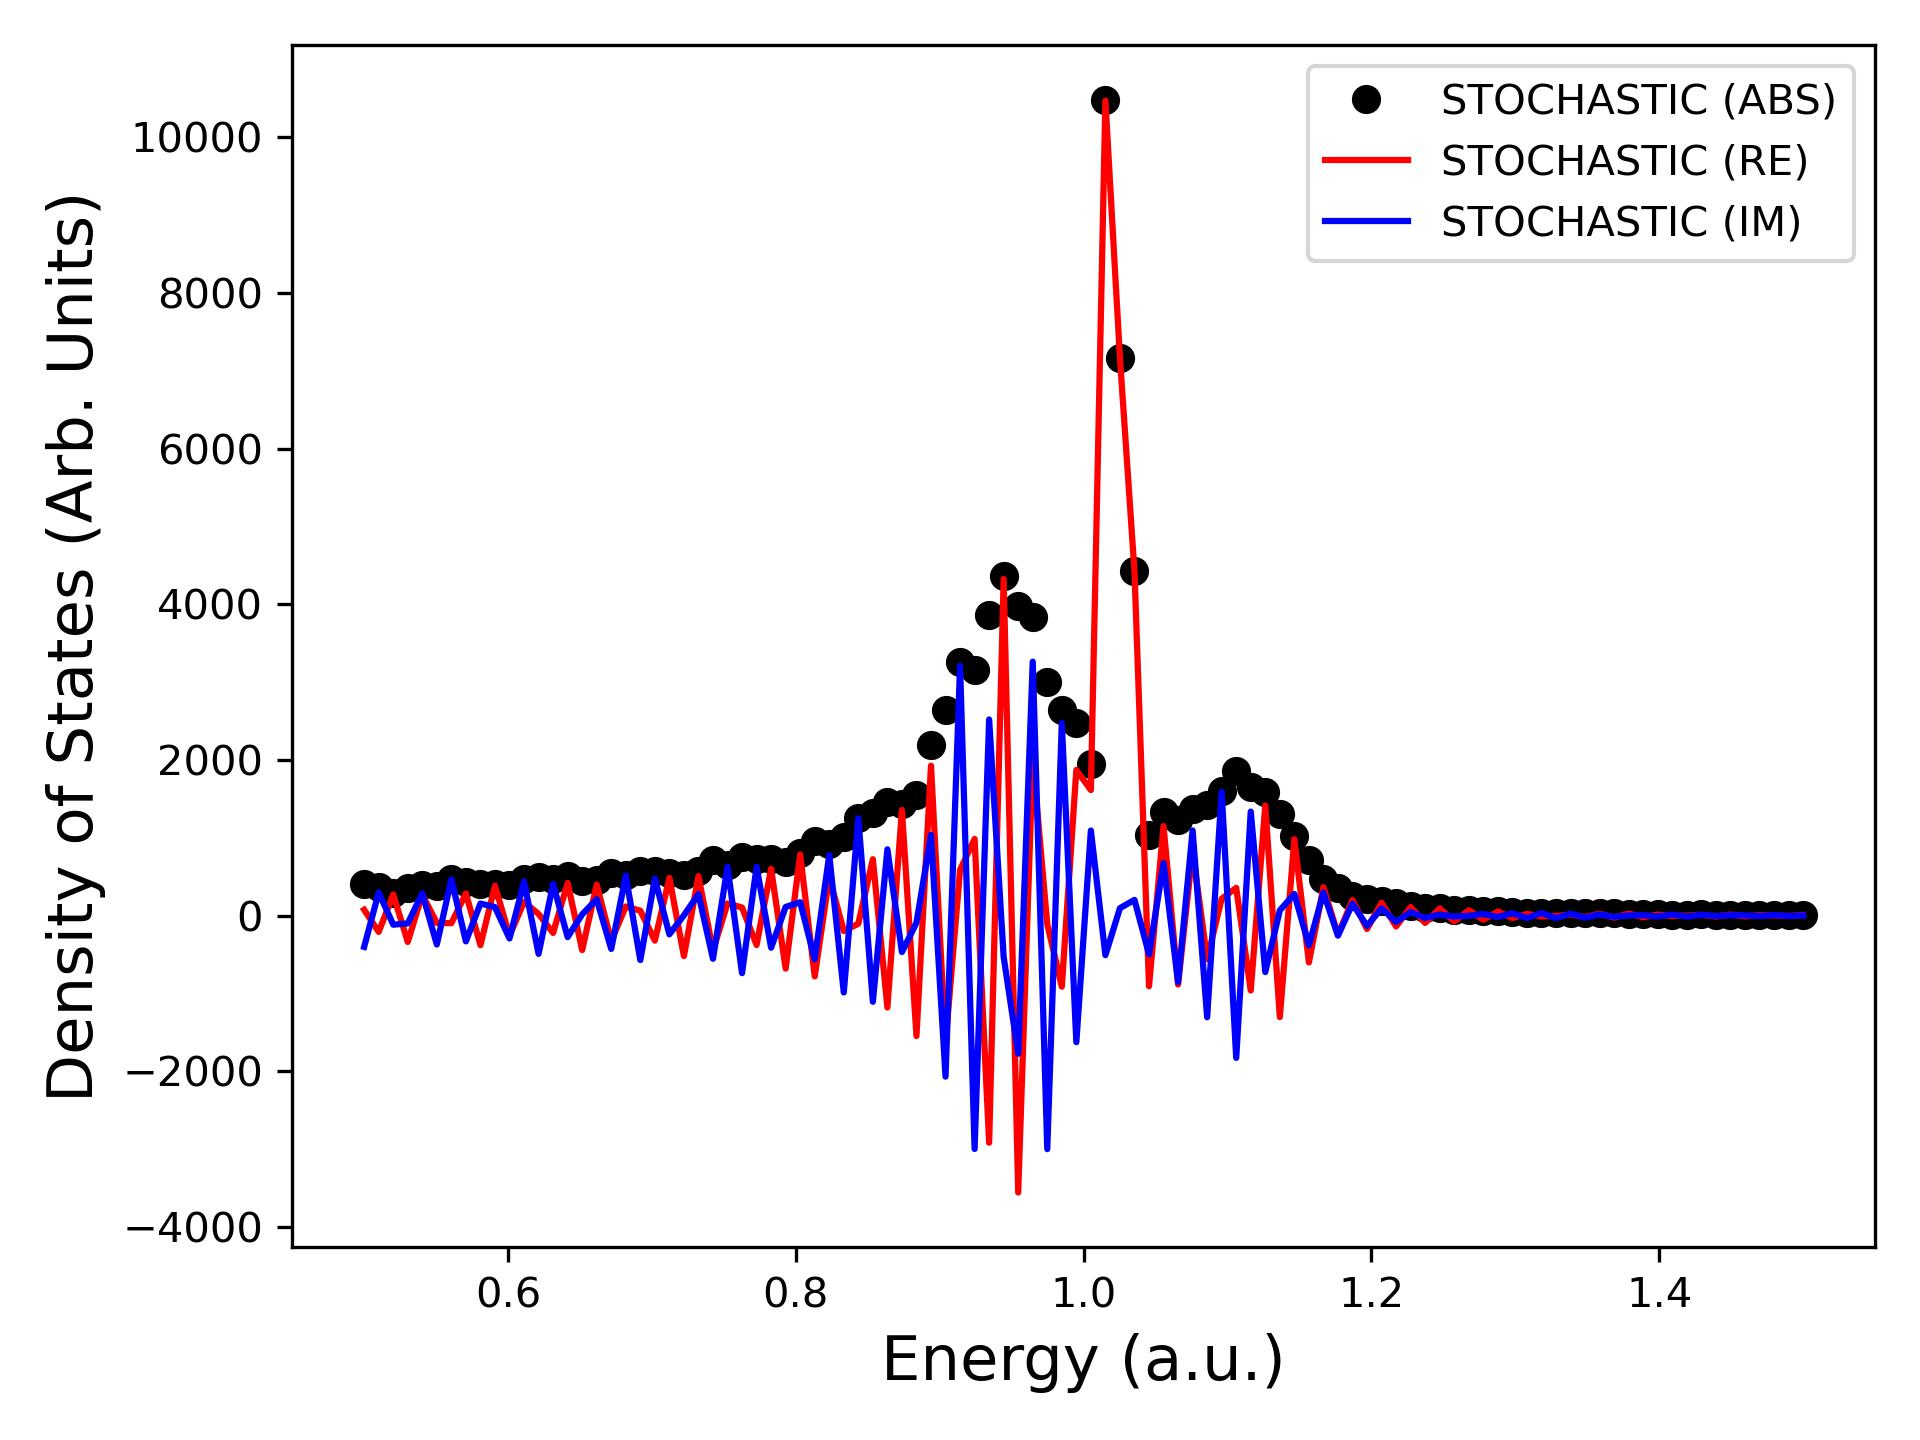 Density of States (Arb. Units)
10000
8000
6000
4000
2000
0
−2000
−4000
STOCHASTIC (ABS)
STOCHASTIC (RE)
STOCHASTIC (IM)
0.6 0.8 1.0 1.2 1.4
Energy (a.u.)